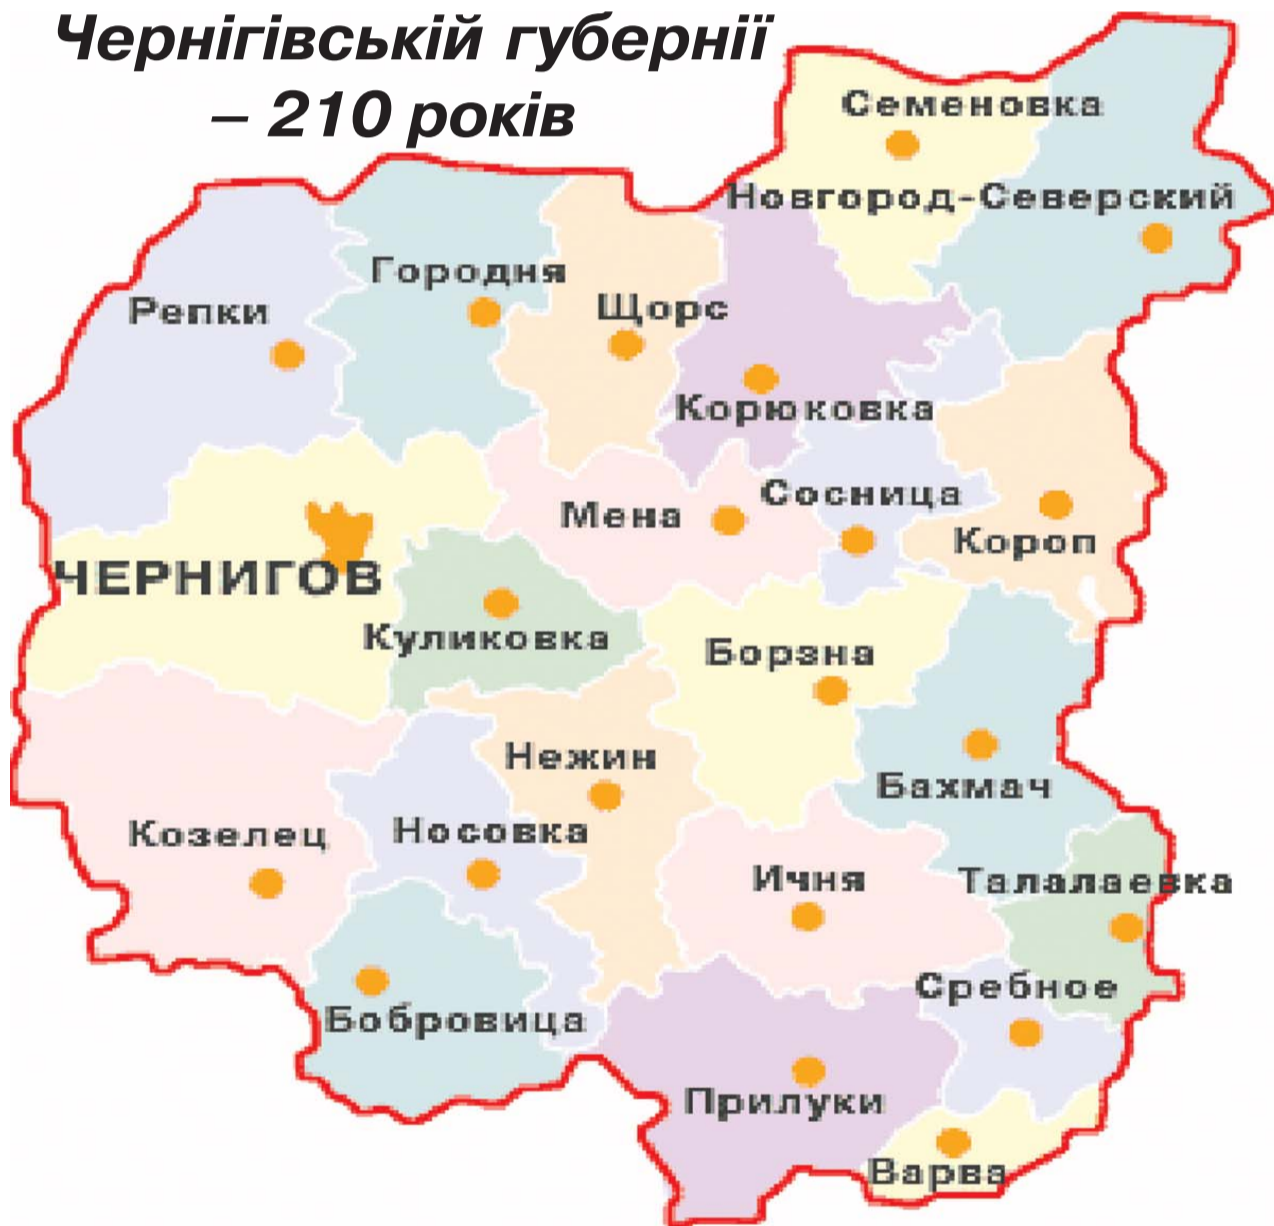 Чернігівській губернії
– 210 років
Семеновка
Новгород-Северский
Городня
Репки
Щорс
Корюковка
Сосница
Мена
Короп
ЧЕРНИГОВ
Куликовка
Борзна
Нежин
Бахмач
Козелец
Носовка
Ичня
Талалаевка
Сребное
Бобровица
Прилуки
Варва